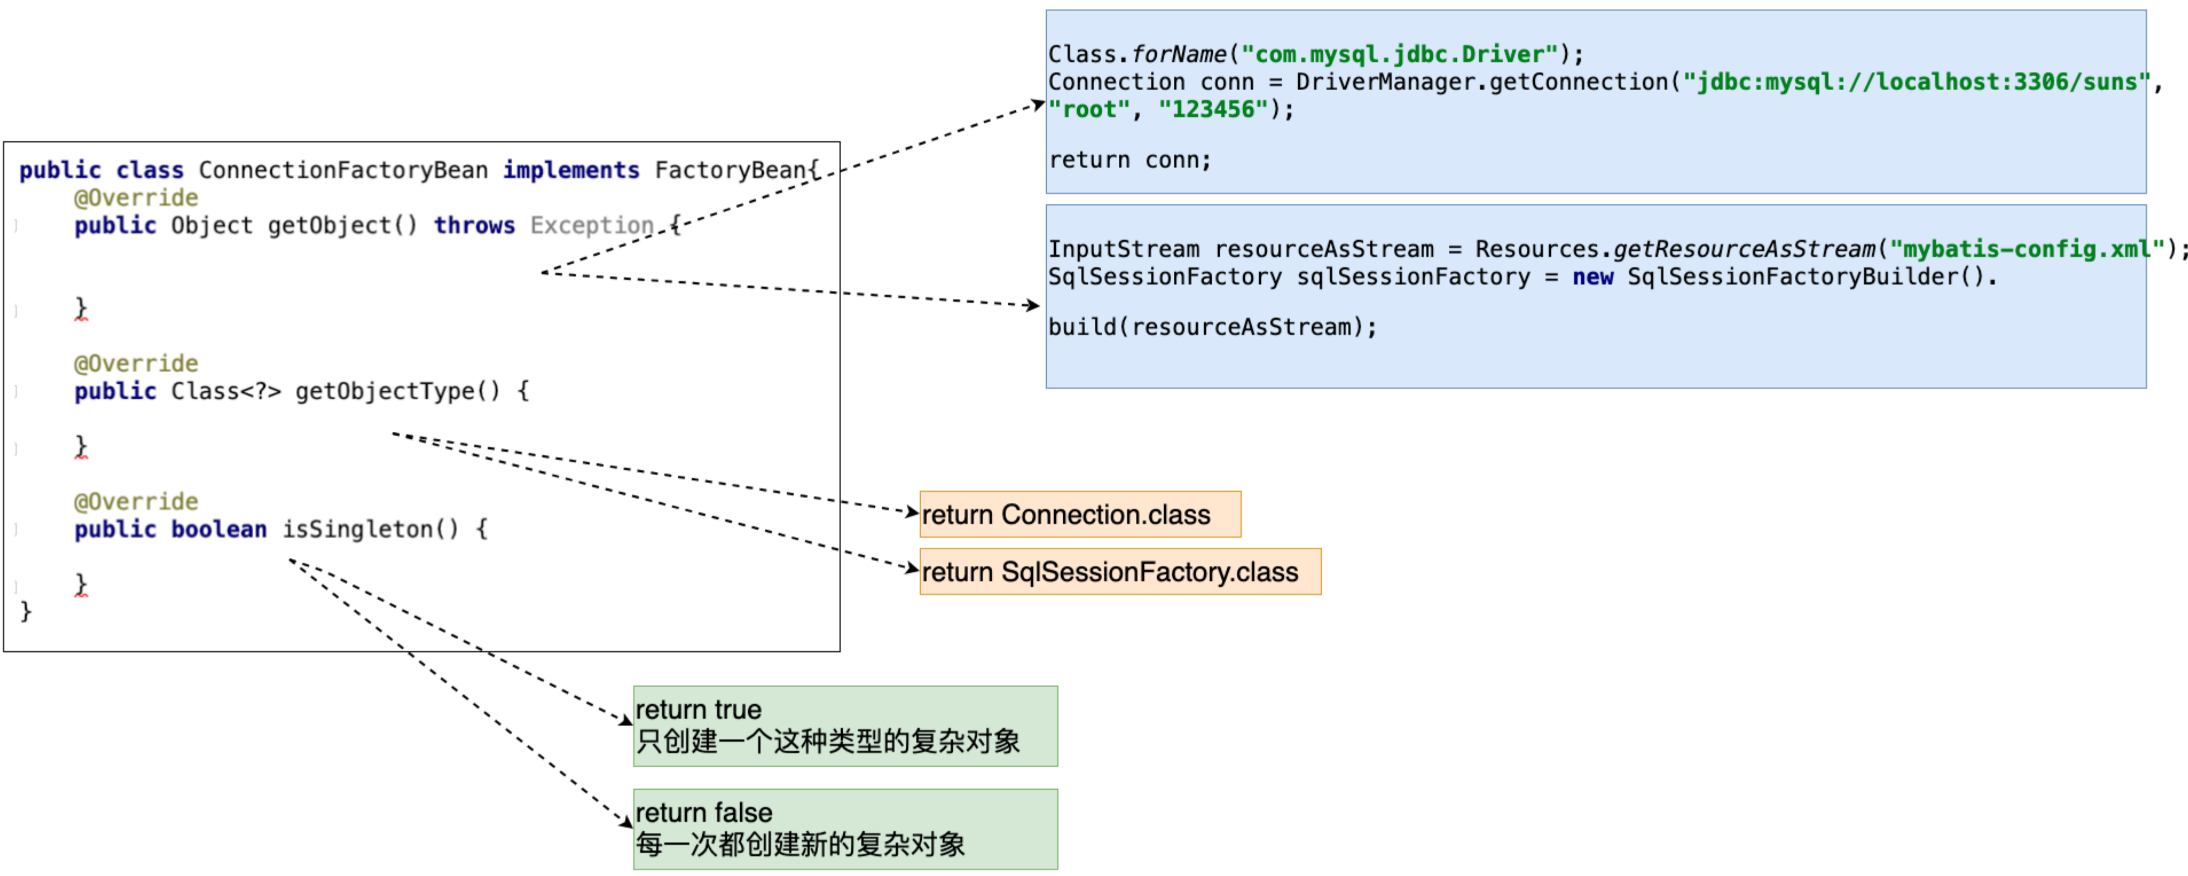 public class ConnectionFactoryBean implements FactoryBean{
@Override
public Object getObject() throws Exception {
}
@Override
public Class<?> getObjectType() {
}
@Override
public boolean isSingleton() {
}
}
Class.forName("com.mysql.jdbc.Driver");
Connection conn = DriverManager.getConnection("jdbc:mysql://localhost:3306/suns",
"root", "123456");
return conn;
InputStream resourceAsStream = Resources.getResourceAsStream("mybatis-config.xml");
SqlSessionFactory sqlSessionFactory = new SqlSessionFactoryBuilder().
build(resourceAsStream);
return Connection.class
return SqlSessionFactory.class
return true
只创建一个这种类型的复杂对象
return false
每一次都创建新的复杂对象